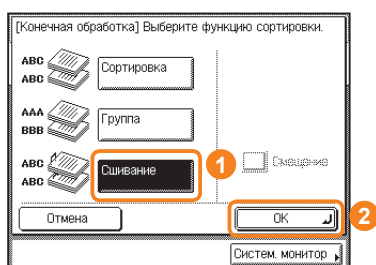 [Конечная обработка] Выберите функцию сортировки.
ABC
ABC
Сортировка
AAA
BBB
Группа
ABC
ABC
Сшивание
1
Смещение
Отмена
OK
2
Систем. монитор